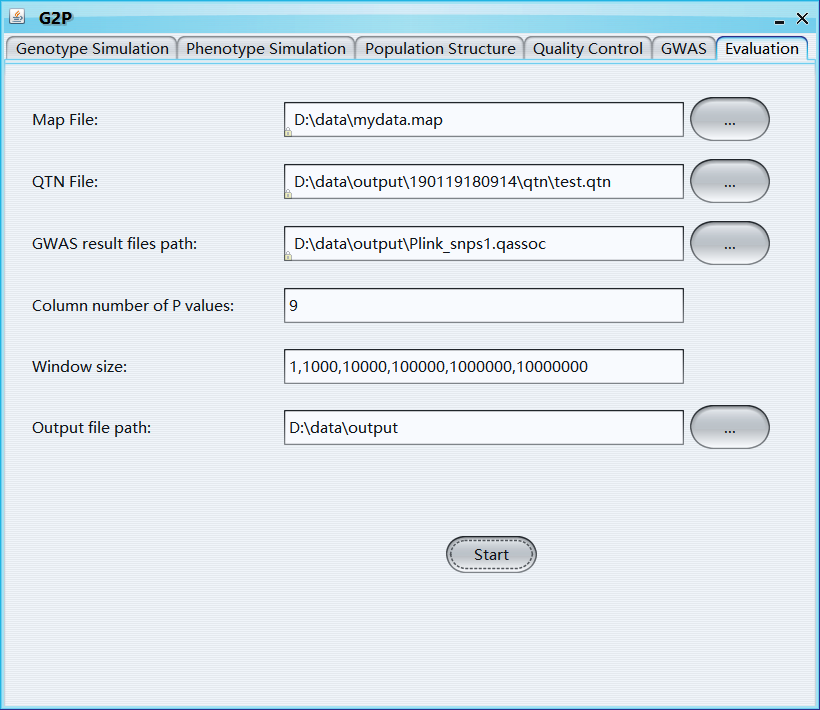 G2P
Genotype Simulation Phenotype Simulation Population Structure Quality Control GWAS Evaluation
Map File: D:\data\mydata.map ...
QTN File: D:\data\output\190119180914\qtn\test.qtn ...
GWAS result files path: D:\data\output\Plink_snps1.qassoc ...
Column number of P values: 9
Window size: 1,1000,10000,100000,1000000,10000000
Output file path: D:\data\output ...
Start